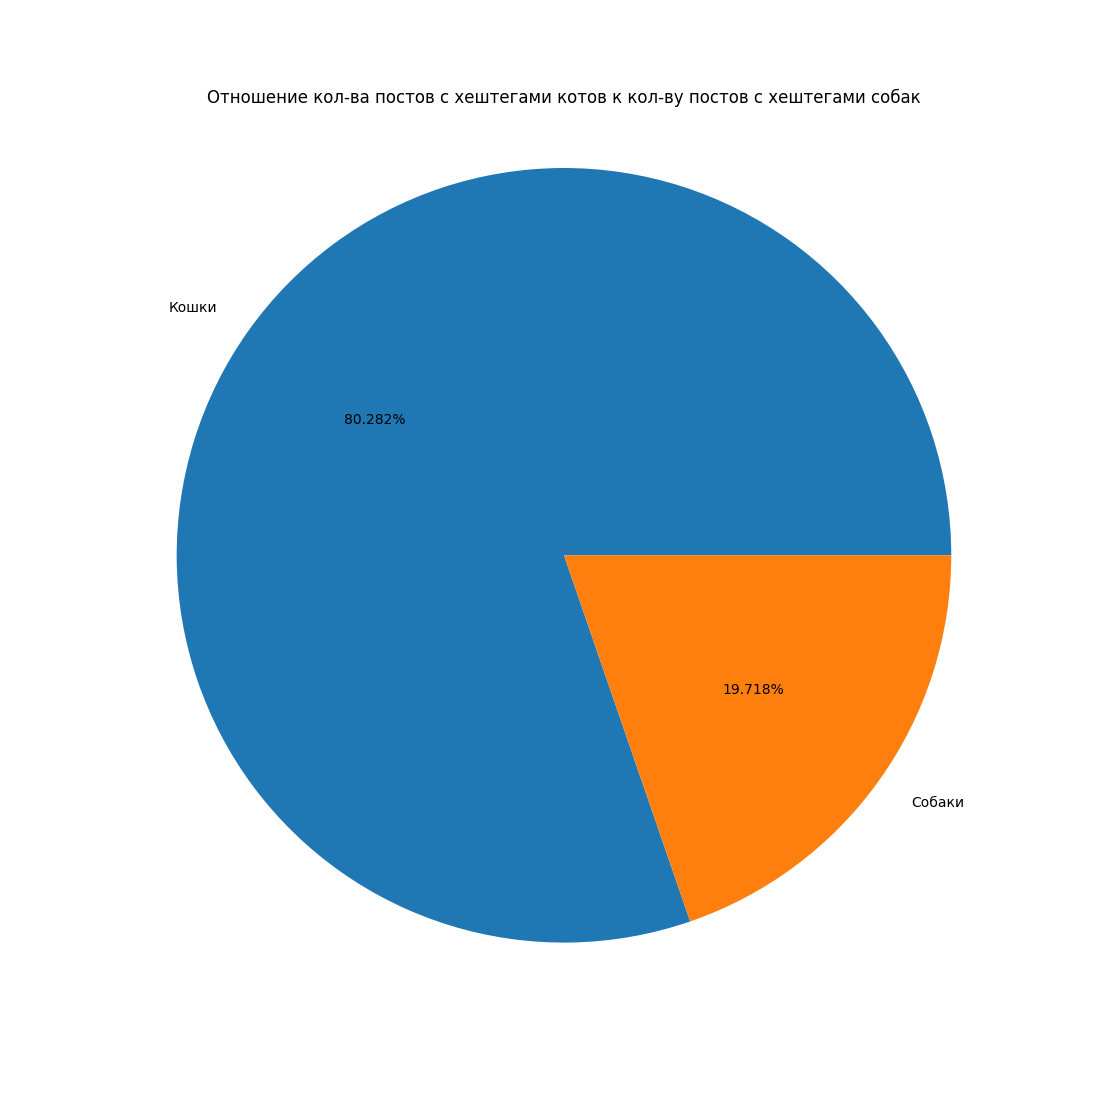 Отношение кол-ва постов с хештегами котов к кол-ву постов с хештегами собак
Кошки
80.282%
19.718%
Собаки